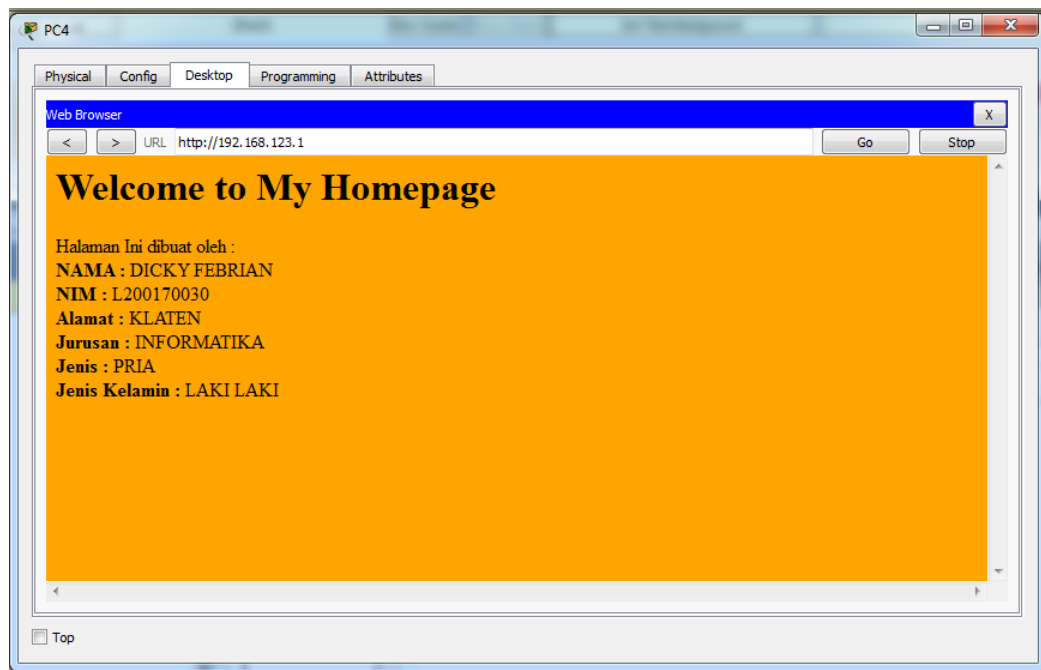 PC4
Physical Config Desktop Programming Attributes
Web Browser X
< > URL http://192.168.123.1 Go Stop
Welcome to My Homepage
Halaman Ini dibuat oleh :
NAMA : DICKY FEBRIAN
NIM : L200170030
Alamat : KLATEN
Jurusan : INFORMATIKA
Jenis : PRIA
Jenis Kelamin : LAKI LAKI
Top